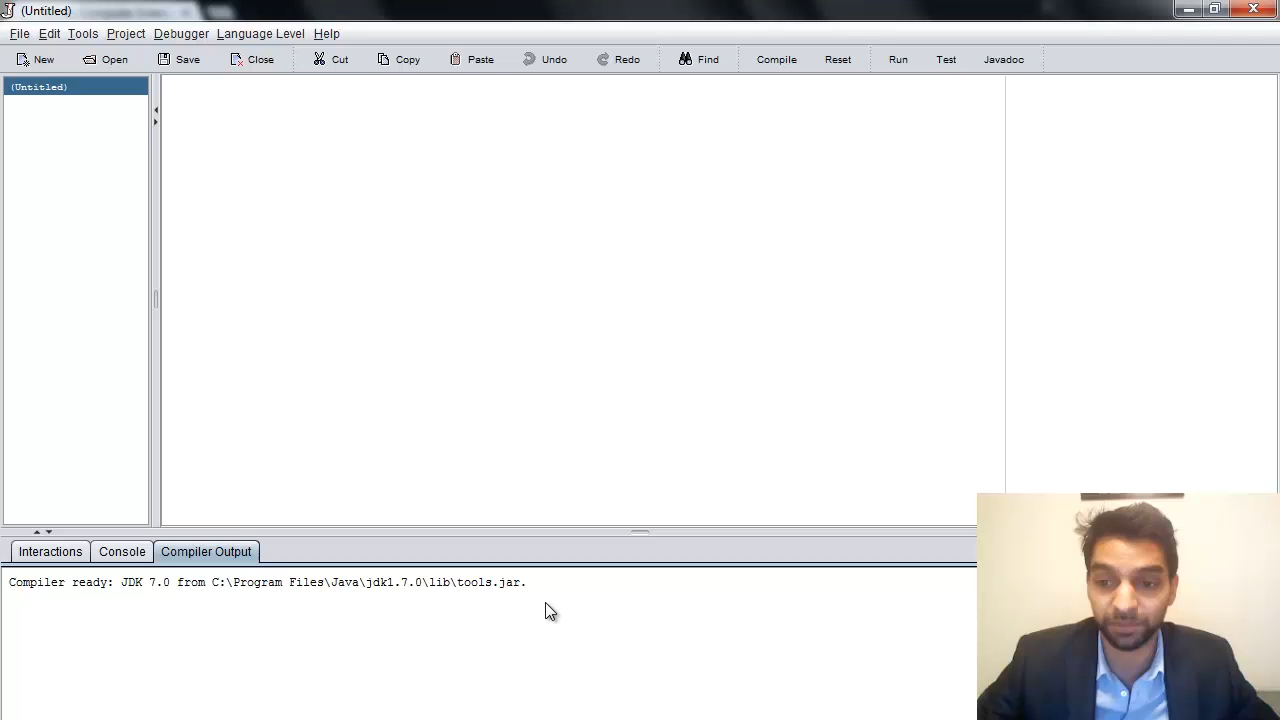 (Untitled)
File Edit Tools Project Debugger Language Level Help
New Open Save Close Cut Copy Paste Undo Redo Find Compile Reset Run Test Javadoc
(Untitled)
Interactions Console Compiler Output
Compiler ready: JDK 7.0 from C:\Program Files\Java\jdk1.7.0\lib\tools.jar.